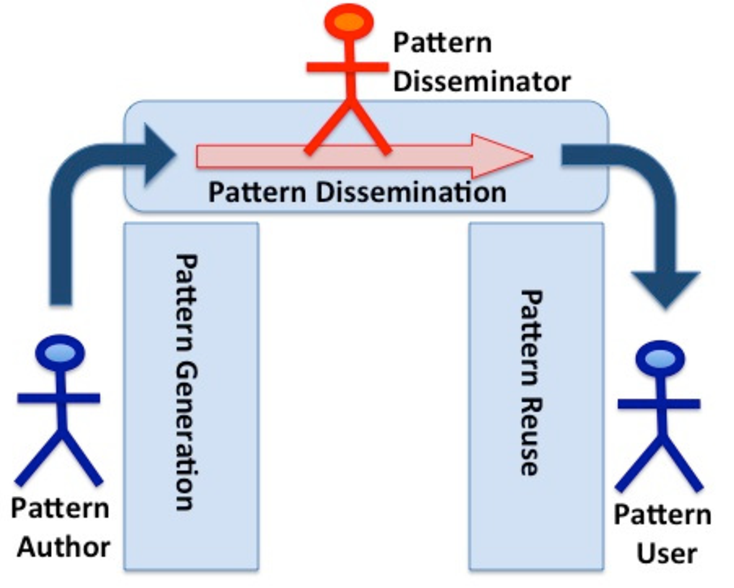 Pattern
Disseminator
Pattern Dissemination
Pattern Generation
Pattern Reuse
Pattern
Author
Pattern
User